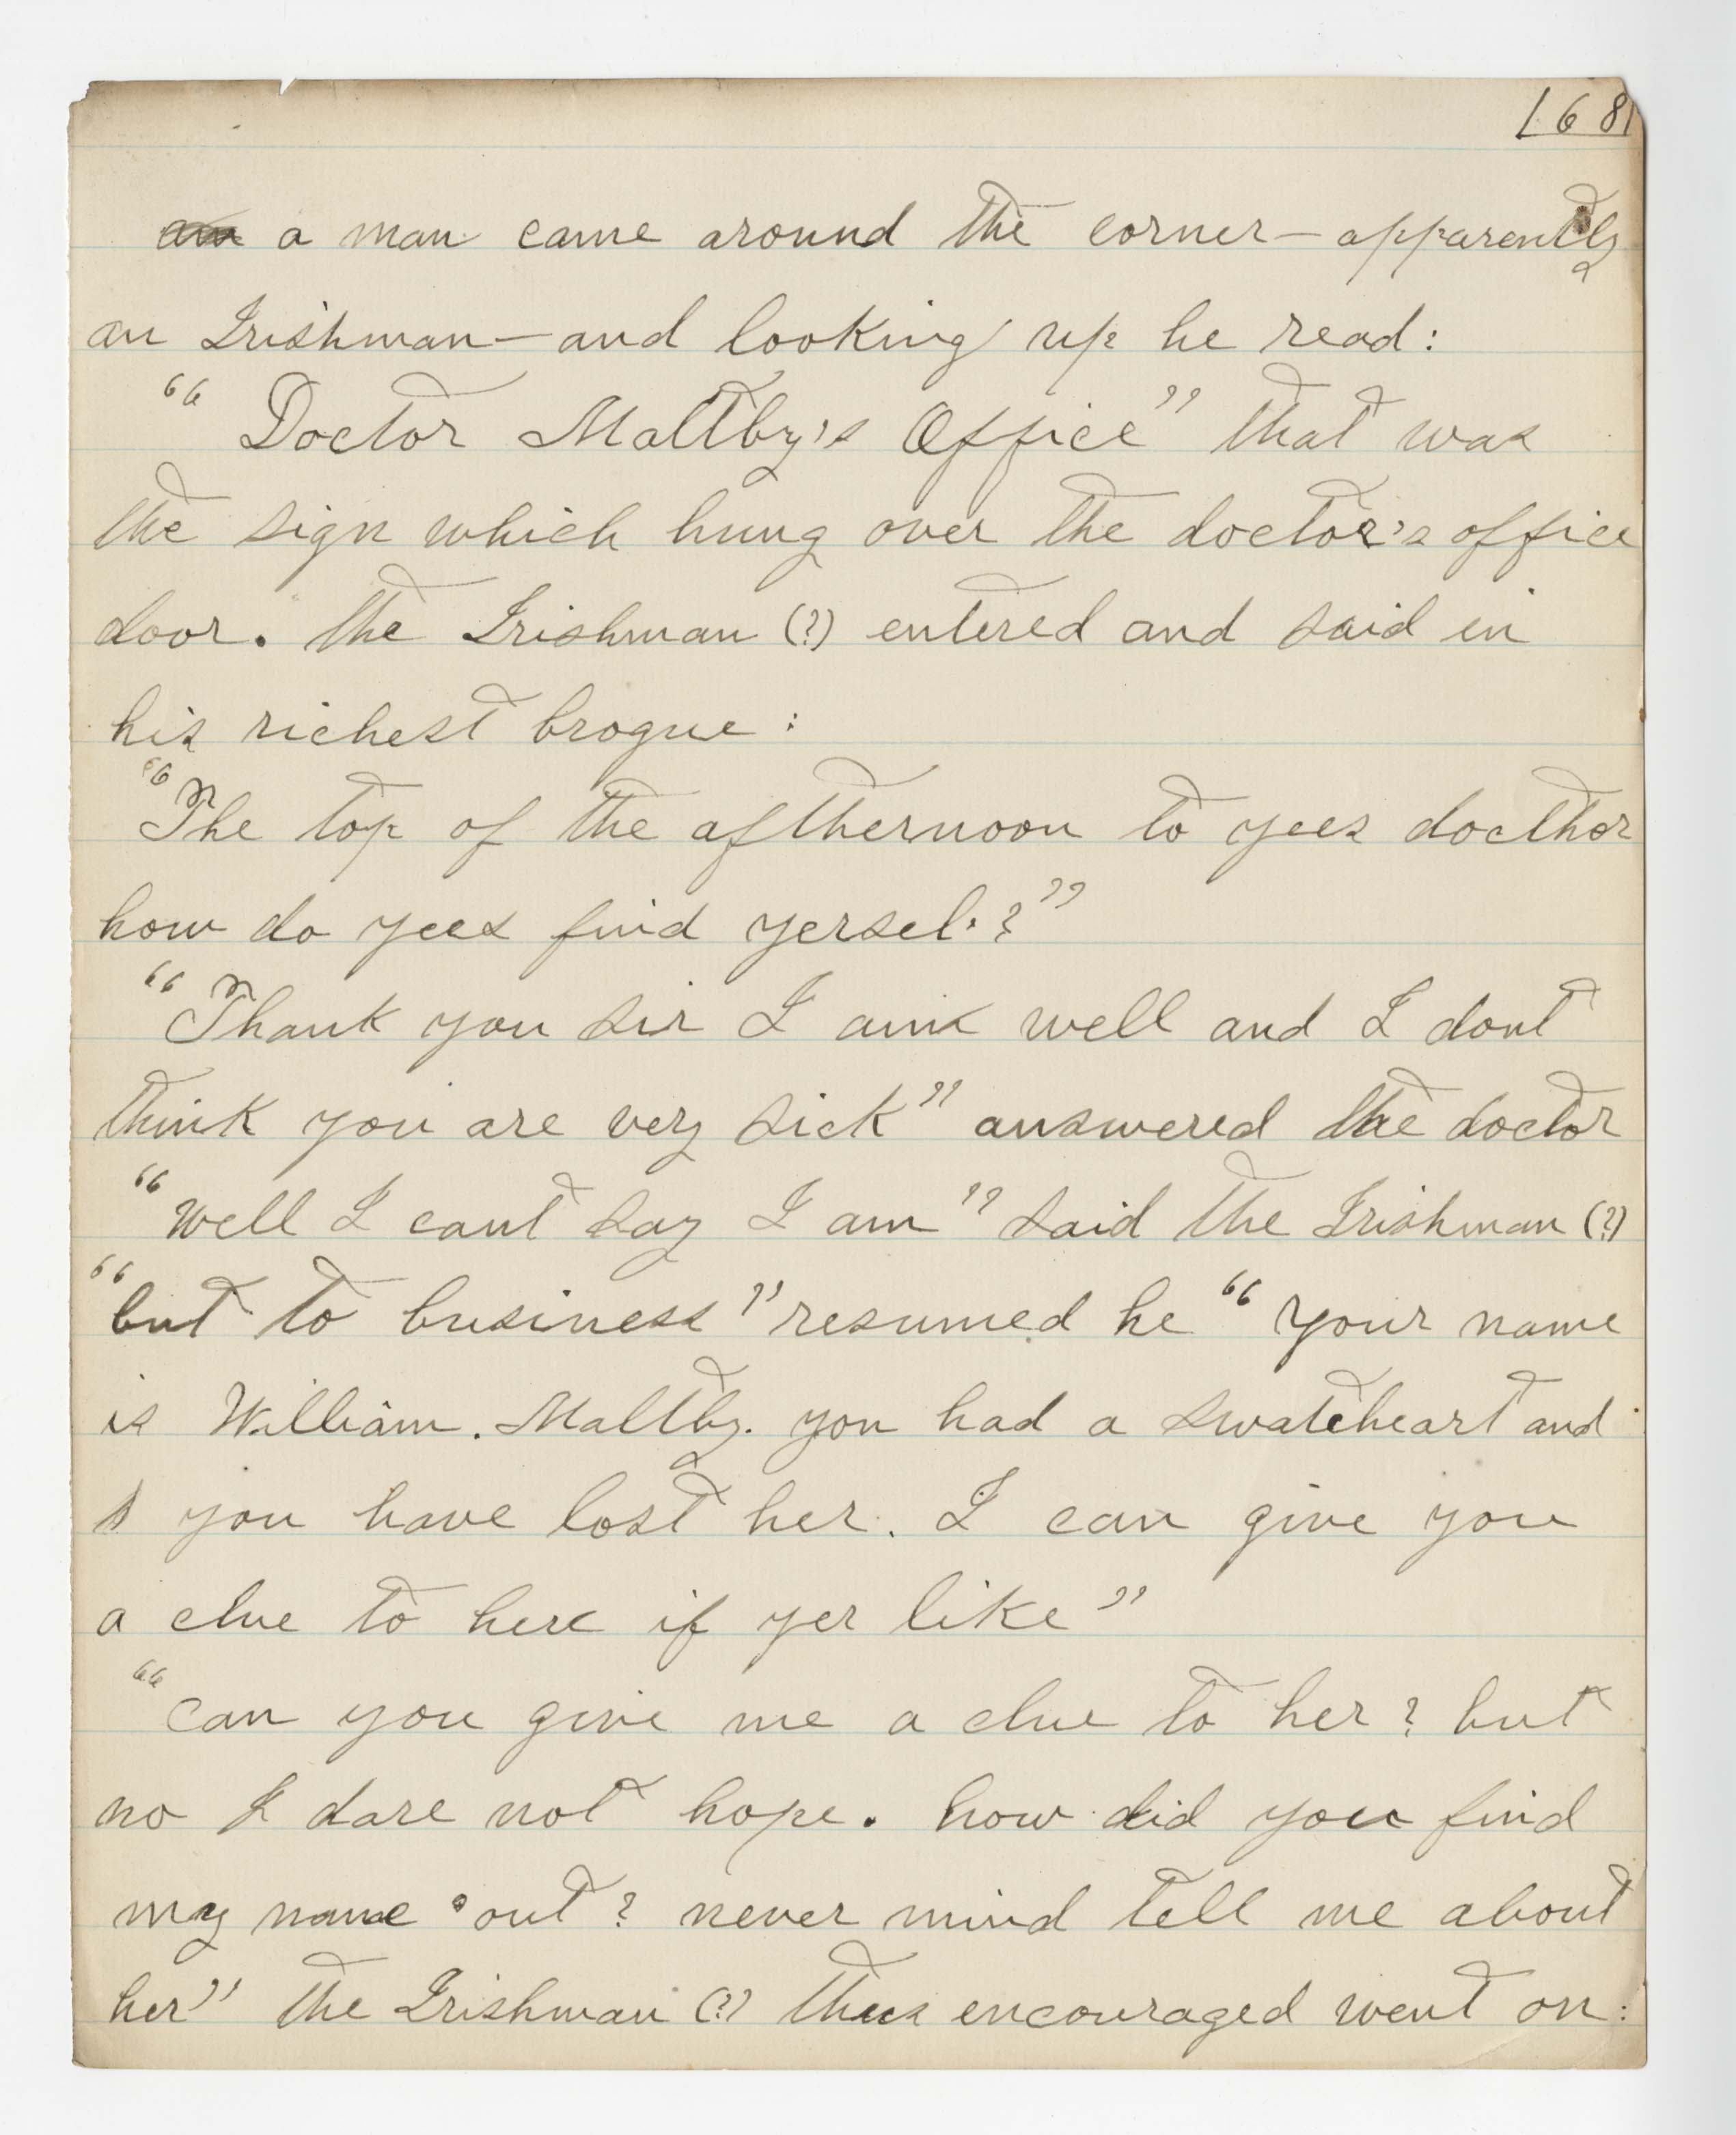 168
a man came around the corner — apparently
an Irishman — and looking up he read:
"Doctor Maltby's Office" that was
the sign which hung over the doctor's office
door. the Irishman (?) entered and said in
his richest brogue:
"The top of the afthernoon to yees docthor
how do yees find yersel.?"
"Thank you sir I am well and I dont
think you are very sick" answered the doctor
"well I cant say I am" said the Irishman (?)
"but to business" resumed he "your name
is William. Maltby. you had a swateheart and
you have lost her. I can give you
a clue to here if yer like"
"can you give me a clue to her? but
no I dare not hope. how did you find
my name out? never mind tell me about
her" the Irishman (?) thus encouraged went on: